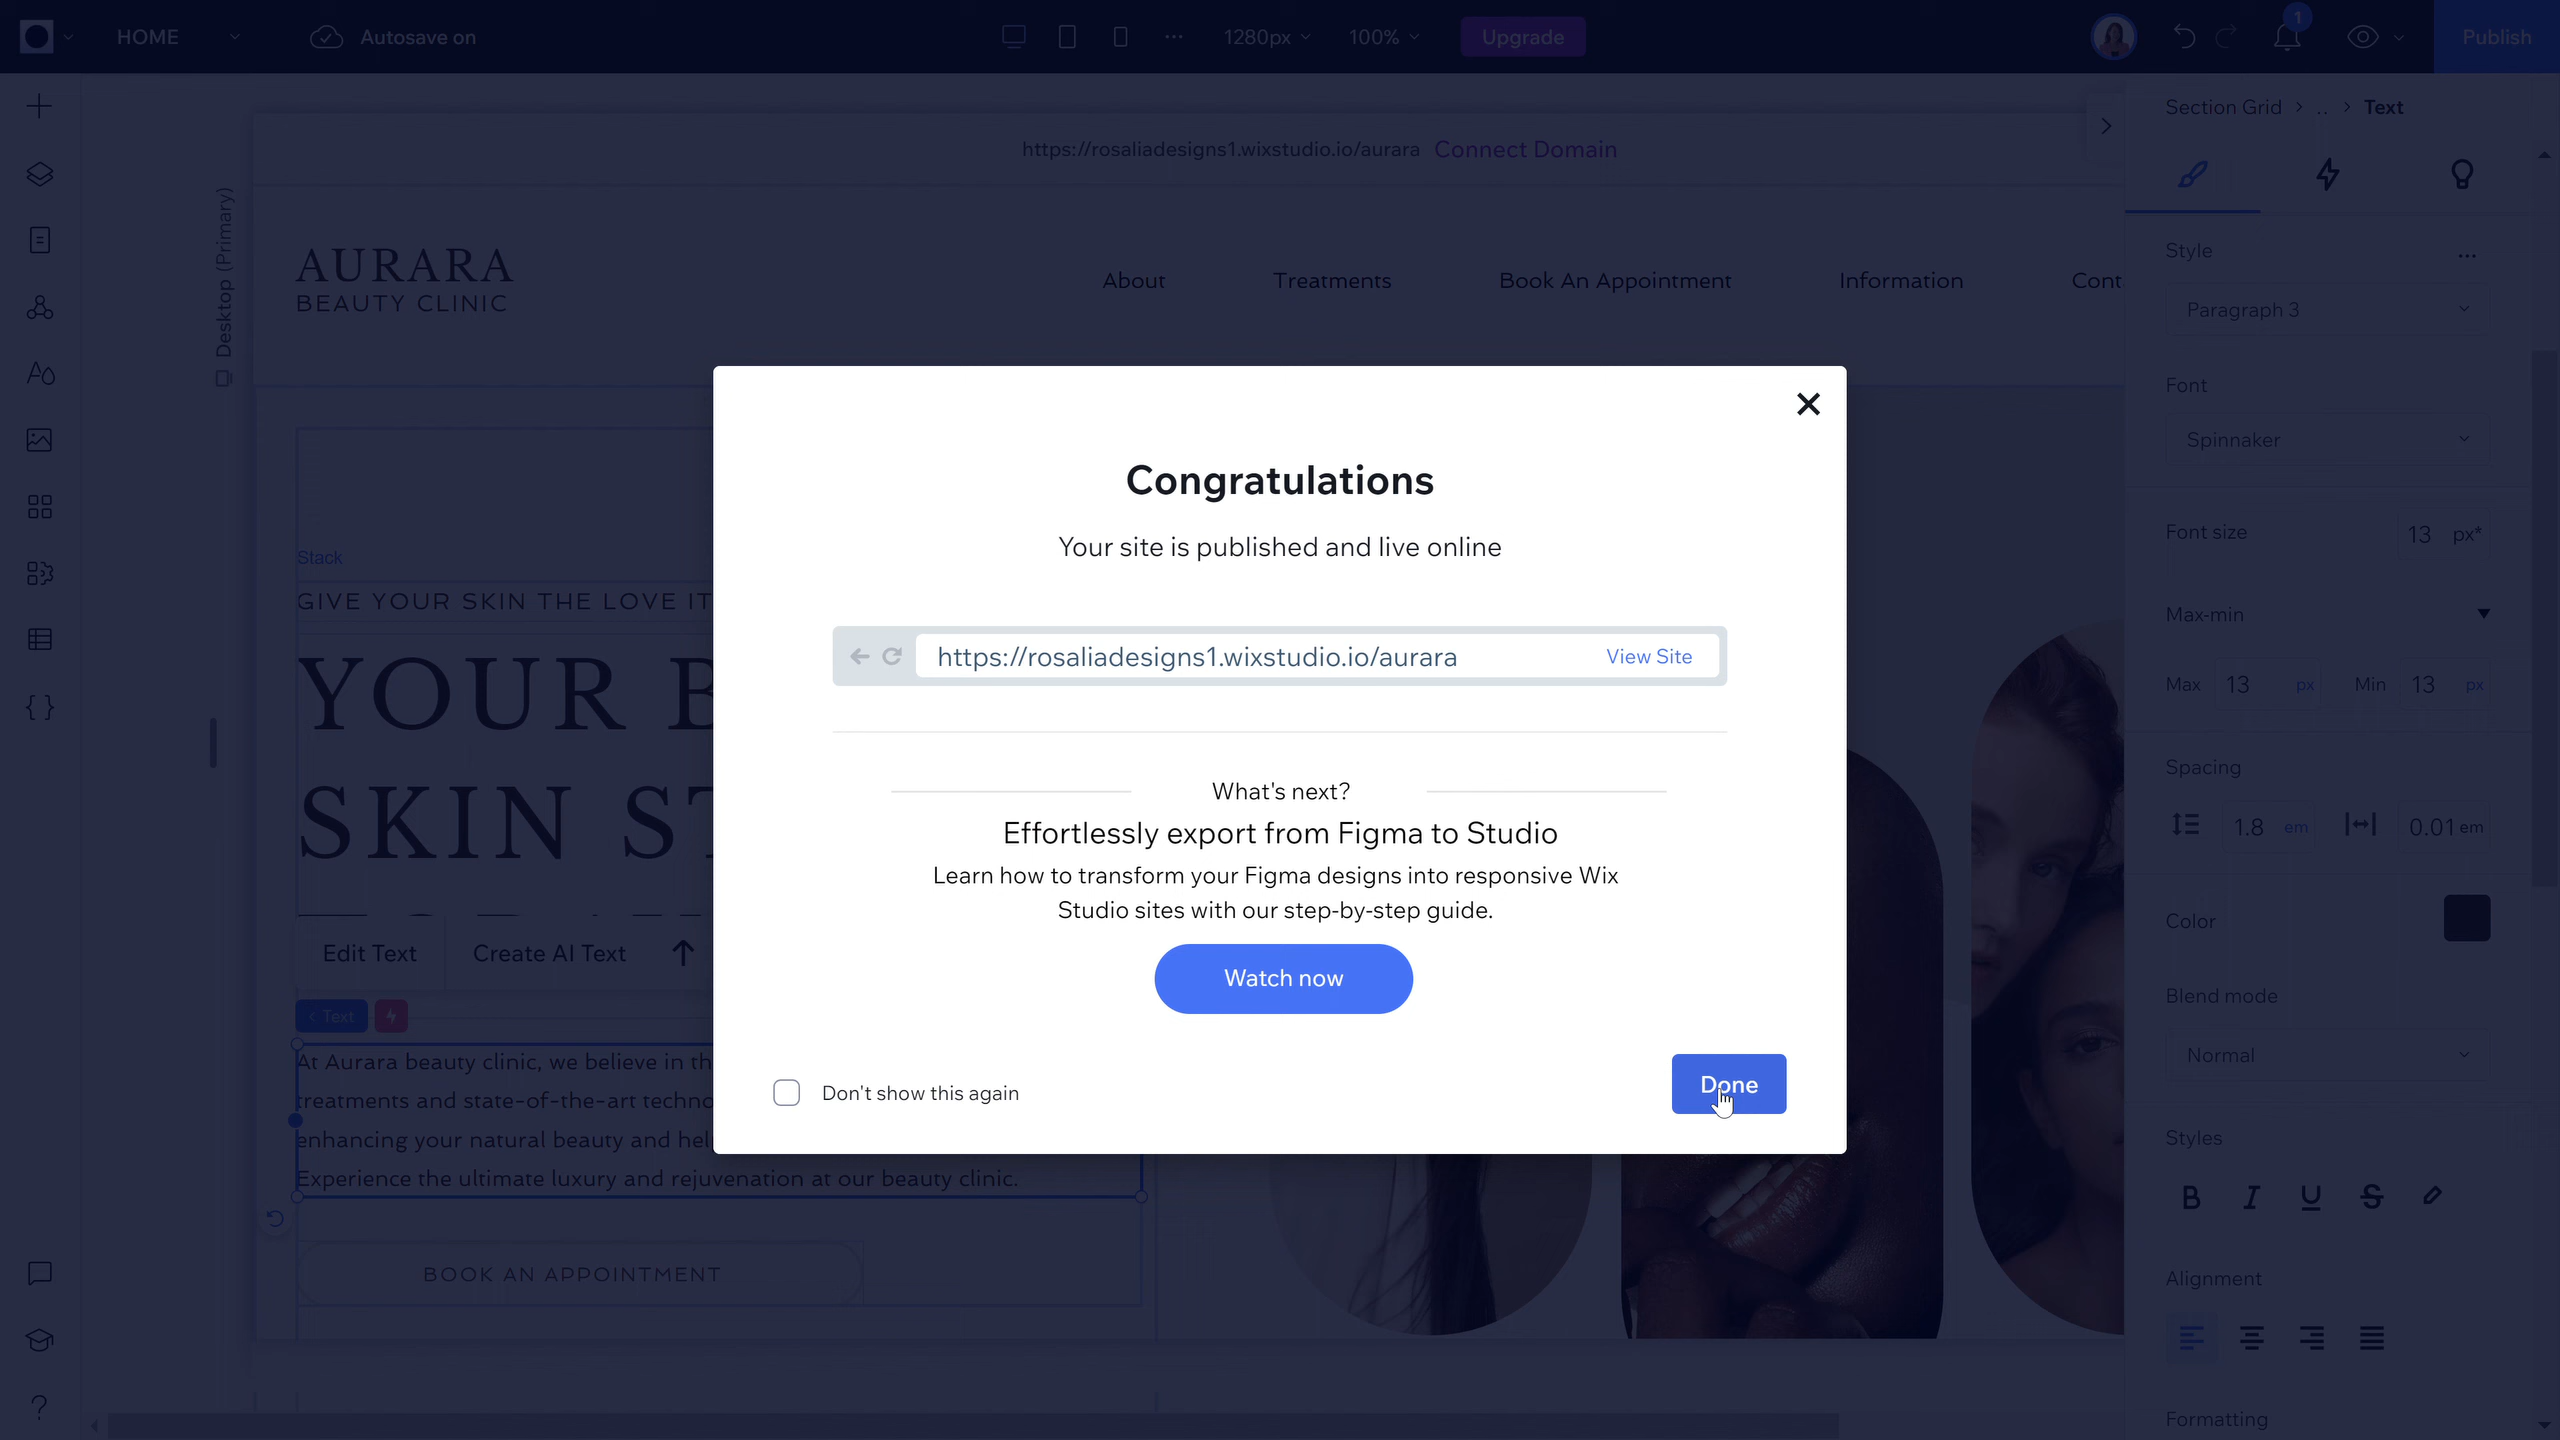 HOME
Autosave on
1280px
100%
Upgrade
1
Publish
https://rosaliadesigns1.wixstudio.io/aurara Connect Domain
Desktop (Primary)
AURARA
BEAUTY CLINIC
About
Treatments
Book An Appointment
Information
Cont
Stack
GIVE YOUR SKIN THE LOVE IT
YOUR B
SKIN ST
Edit Text
Create AI Text
Text
At Aurara beauty clinic, we believe in th
treatments and state-of-the-art techno
enhancing your natural beauty and hel
Experience the ultimate luxury and rejuvenation at our beauty clinic.
BOOK AN APPOINTMENT
Congratulations
Your site is published and live online
https://rosaliadesigns1.wixstudio.io/aurara
View Site
What's next?
Effortlessly export from Figma to Studio
Learn how to transform your Figma designs into responsive Wix
Studio sites with our step-by-step guide.
Watch now
Don't show this again
Done
Section Grid > .. > Text
Style
...
Paragraph 3
Font
Spinnaker
Font size
13 px*
Max-min
Max 13 px Min 13 px
Spacing
1.8 em 0.01 em
Color
Blend mode
Normal
Styles
B I U S
Alignment
Formatting